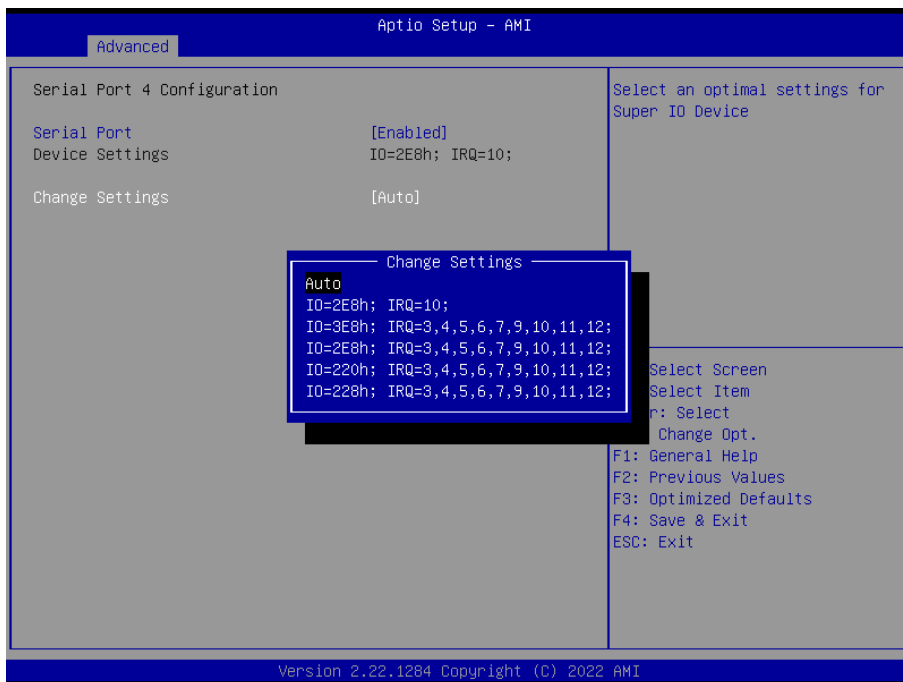 Aptio Setup – AMI
Advanced
Serial Port 4 Configuration
Serial Port [Enabled]
Device Settings IO=2E8h; IRQ=10;
Change Settings [Auto]
Select an optimal settings for
Super IO Device
Change Settings
Auto
IO=2E8h; IRQ=10;
IO=3E8h; IRQ=3,4,5,6,7,9,10,11,12;
IO=2E8h; IRQ=3,4,5,6,7,9,10,11,12;
IO=220h; IRQ=3,4,5,6,7,9,10,11,12;
IO=228h; IRQ=3,4,5,6,7,9,10,11,12;
Select Screen
Select Item
r: Select
Change Opt.
F1: General Help
F2: Previous Values
F3: Optimized Defaults
F4: Save & Exit
ESC: Exit
Version 2.22.1284 Copyright (C) 2022 AMI